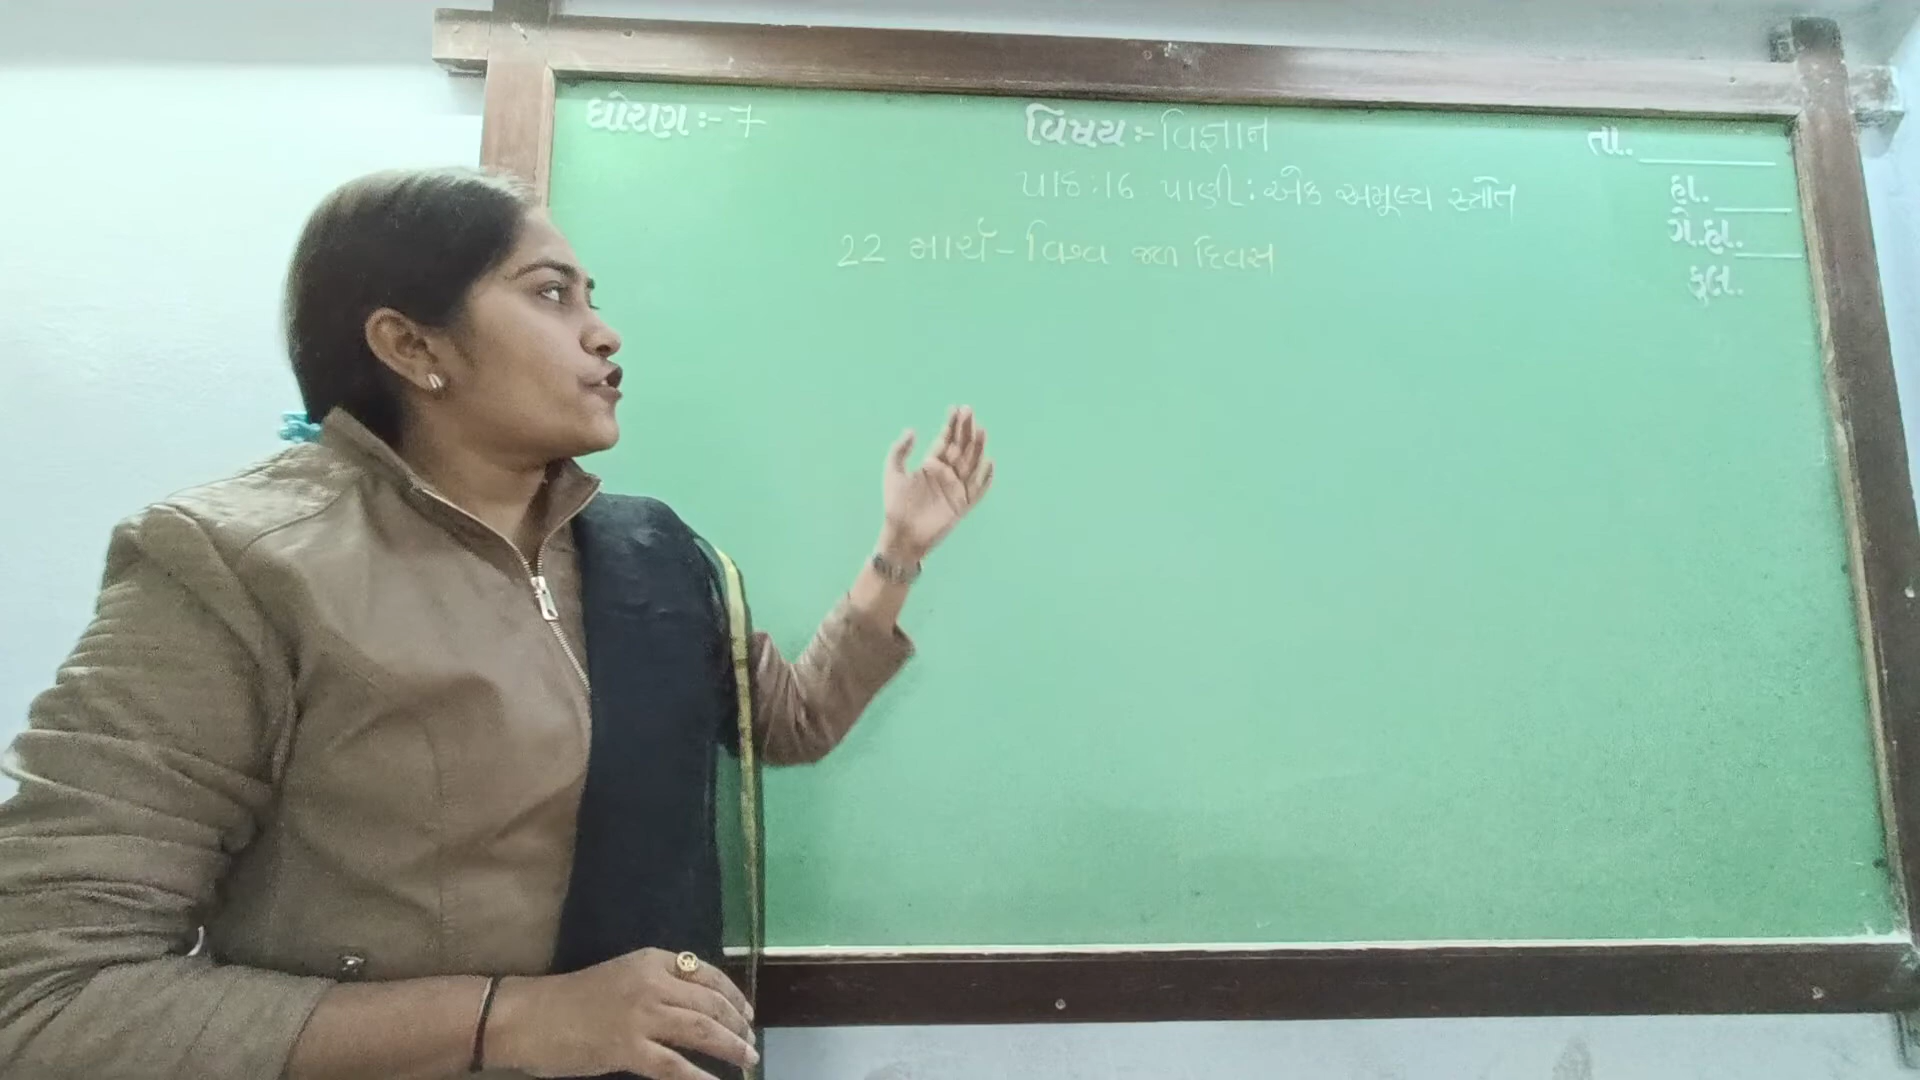 ધોરણ :- 7
વિષય :- વિજ્ઞાન
પાઠ : 16 પાણી : એક અમૂલ્ય સ્ત્રોત
22 માર્ચ - વિશ્વ જળ દિવસ
તા.
હા.
ગે.હા.
કુલ.